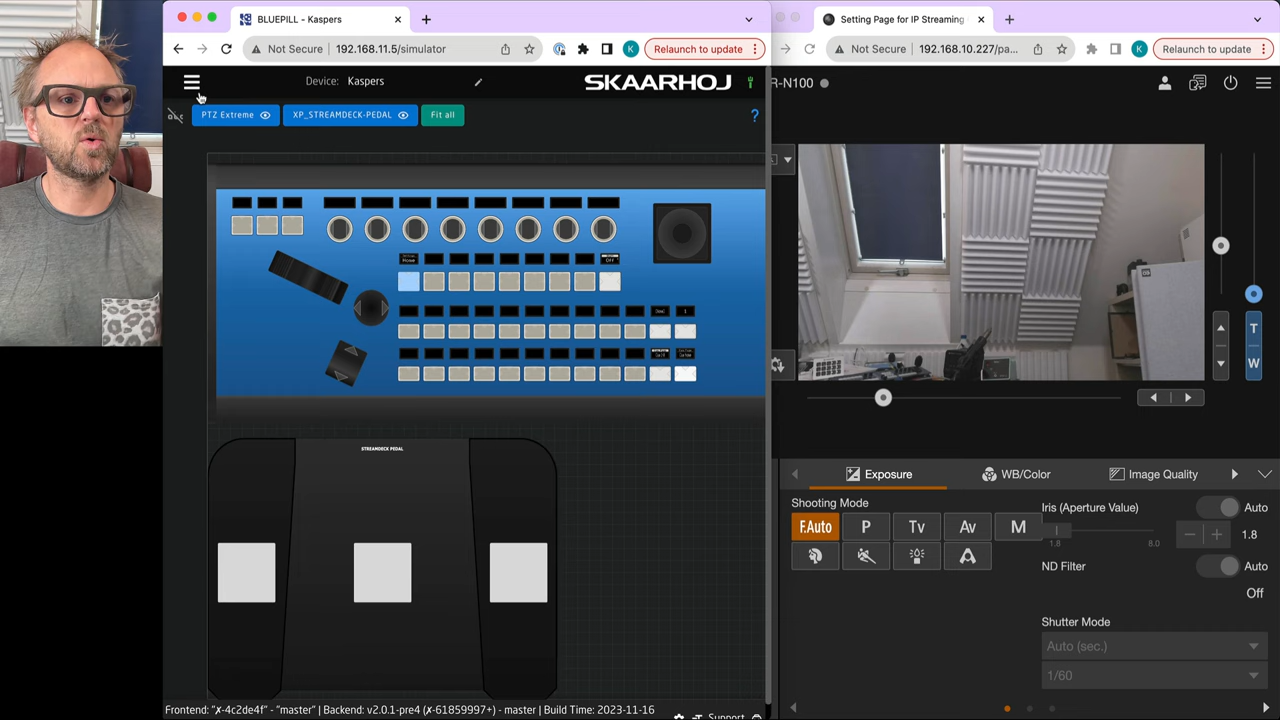 BLUEPILL - Kaspers
Not Secure
192.168.11.5/simulator
K
Relaunch to update
Device: Kaspers
SKAARHOJ
PTZ Extreme
XP_STREAMDECK-PEDAL
Fit all
?
Home
OFF
1
STREAMDECK PEDAL
Frontend: "✗-4c2de4f" - "master" | Backend: v2.0.1-pre4 (✗-61859997+) - master | Build Time: 2023-11-16
Support
Setting Page for IP Streaming
Not Secure
192.168.10.227/pa...
K
Relaunch to update
R-N100
T
W
Exposure
WB/Color
Image Quality
Shooting Mode
F.Auto
P
Tv
Av
M
Iris (Aperture Value)
Auto
1.8
8.0
1.8
ND Filter
Auto
Off
Shutter Mode
Auto (sec.)
1/60